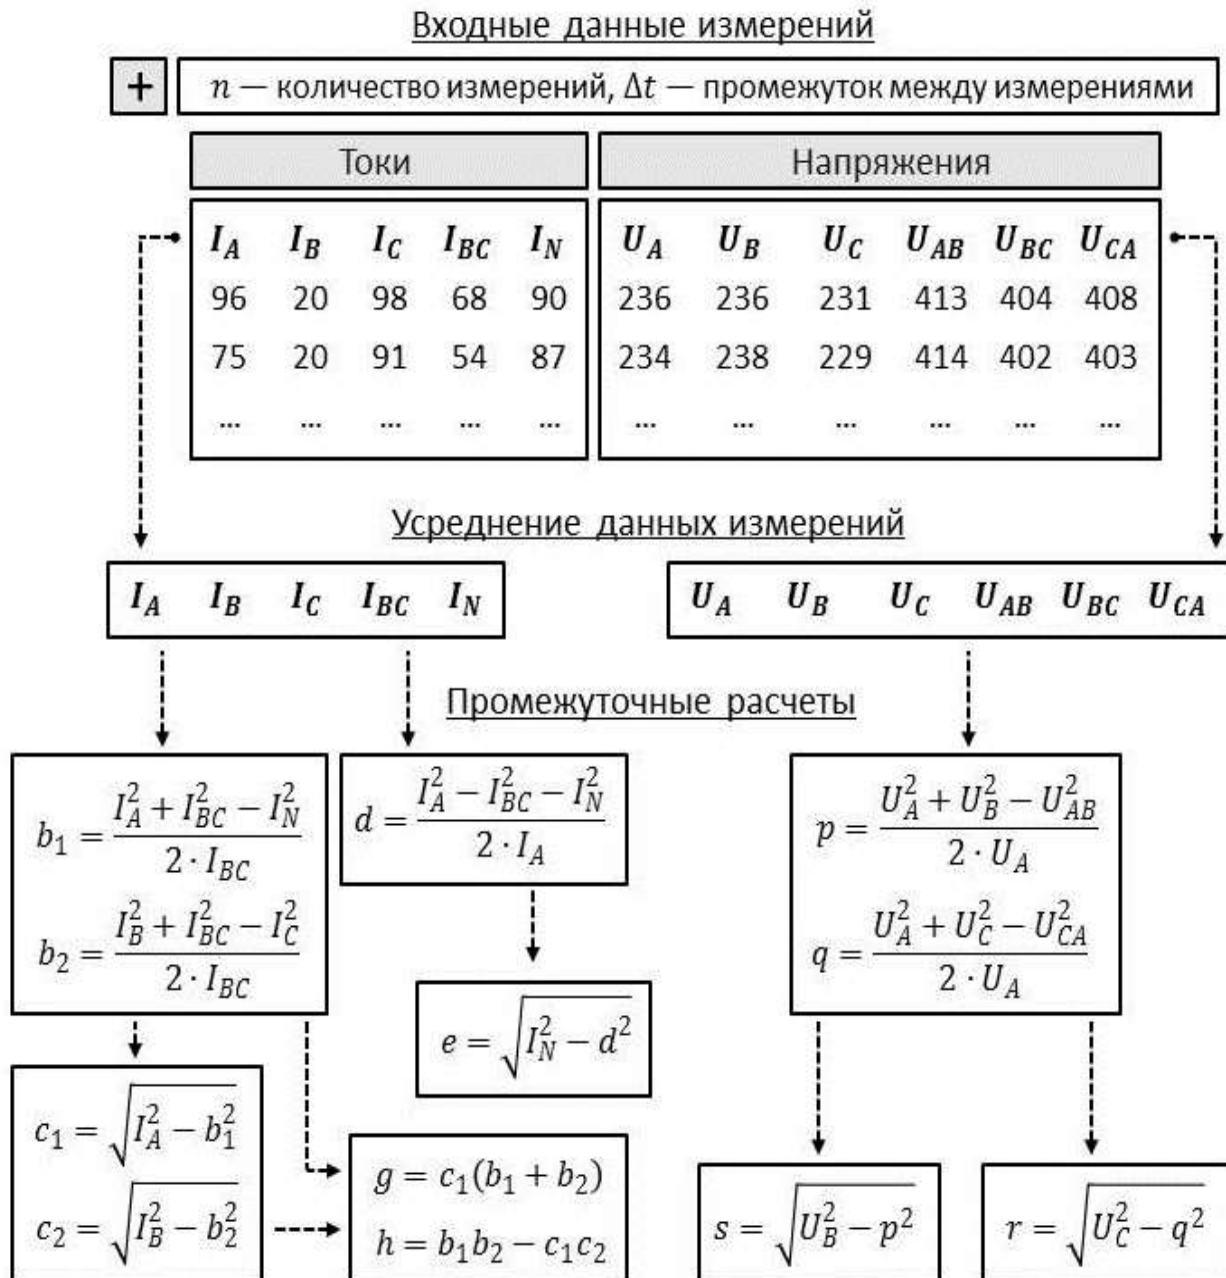 Входные данные измерений
+ n — количество измерений, Δt — промежуток между измерениями
Токи Напряжения
I_A I_B I_C I_BC I_N U_A U_B U_C U_AB U_BC U_CA
96 20 98 68 90 236 236 231 413 404 408
75 20 91 54 87 234 238 229 414 402 403
... ... ... ... ... ... ... ... ... ... ...
Усреднение данных измерений
I_A I_B I_C I_BC I_N U_A U_B U_C U_AB U_BC U_CA
Промежуточные расчеты
b_1 = (I_A^2 + I_BC^2 − I_N^2) / (2 · I_BC)
b_2 = (I_B^2 + I_BC^2 − I_C^2) / (2 · I_BC)
d = (I_A^2 − I_BC^2 − I_N^2) / (2 · I_A)
p = (U_A^2 + U_B^2 − U_AB^2) / (2 · U_A)
q = (U_A^2 + U_C^2 − U_CA^2) / (2 · U_A)
e = √(I_N^2 − d^2)
c_1 = √(I_A^2 − b_1^2)
c_2 = √(I_B^2 − b_2^2)
g = c_1(b_1 + b_2)
h = b_1b_2 − c_1c_2
s = √(U_B^2 − p^2)
r = √(U_C^2 − q^2)